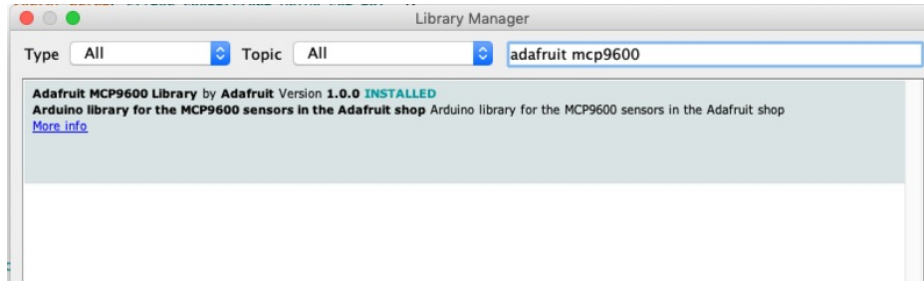 Library Manager
Type All Topic All adafruit mcp9600
Adafruit MCP9600 Library by Adafruit Version 1.0.0 INSTALLED
Arduino library for the MCP9600 sensors in the Adafruit shop Arduino library for the MCP9600 sensors in the Adafruit shop
More info